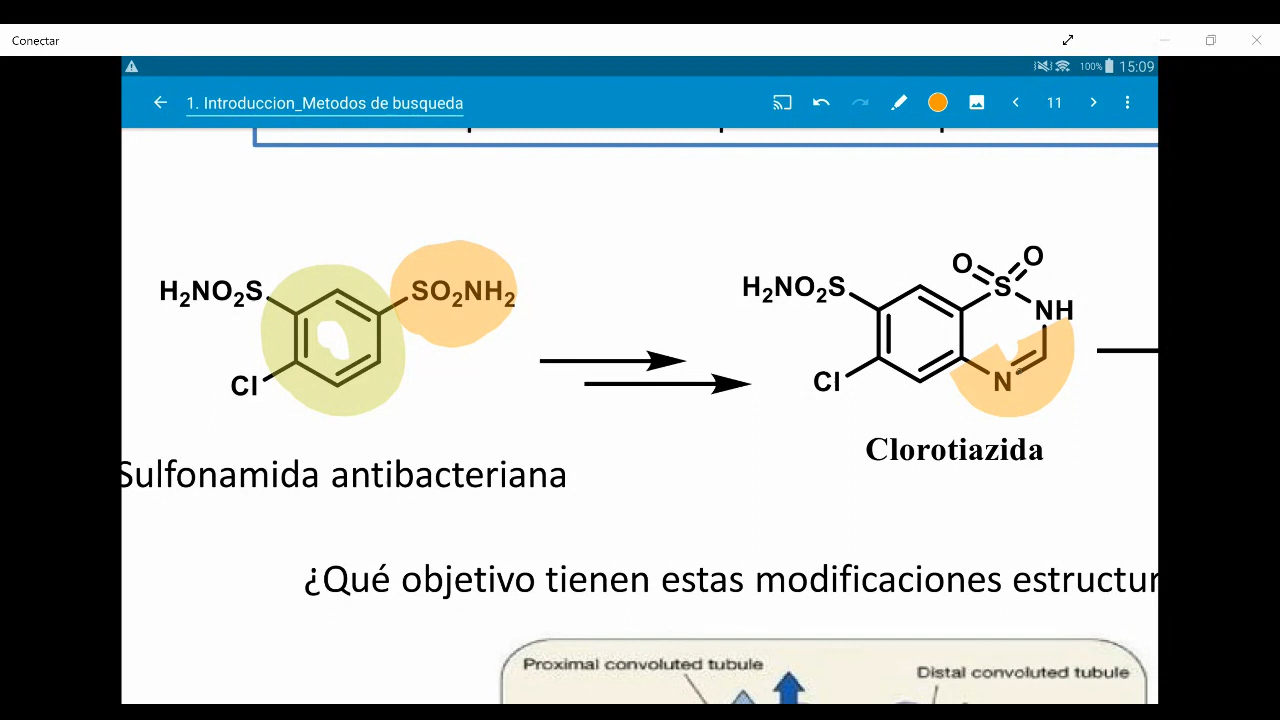 Conectar
100% 15:09
1. Introduccion_Metodos de busqueda
11
H₂NO₂S SO₂NH₂
Cl
H₂NO₂S S O O
NH
Cl N
Clorotiazida
Sulfonamida antibacteriana
¿Qué objetivo tienen estas modificaciones estructur
Proximal convoluted tubule
Distal convoluted tubule